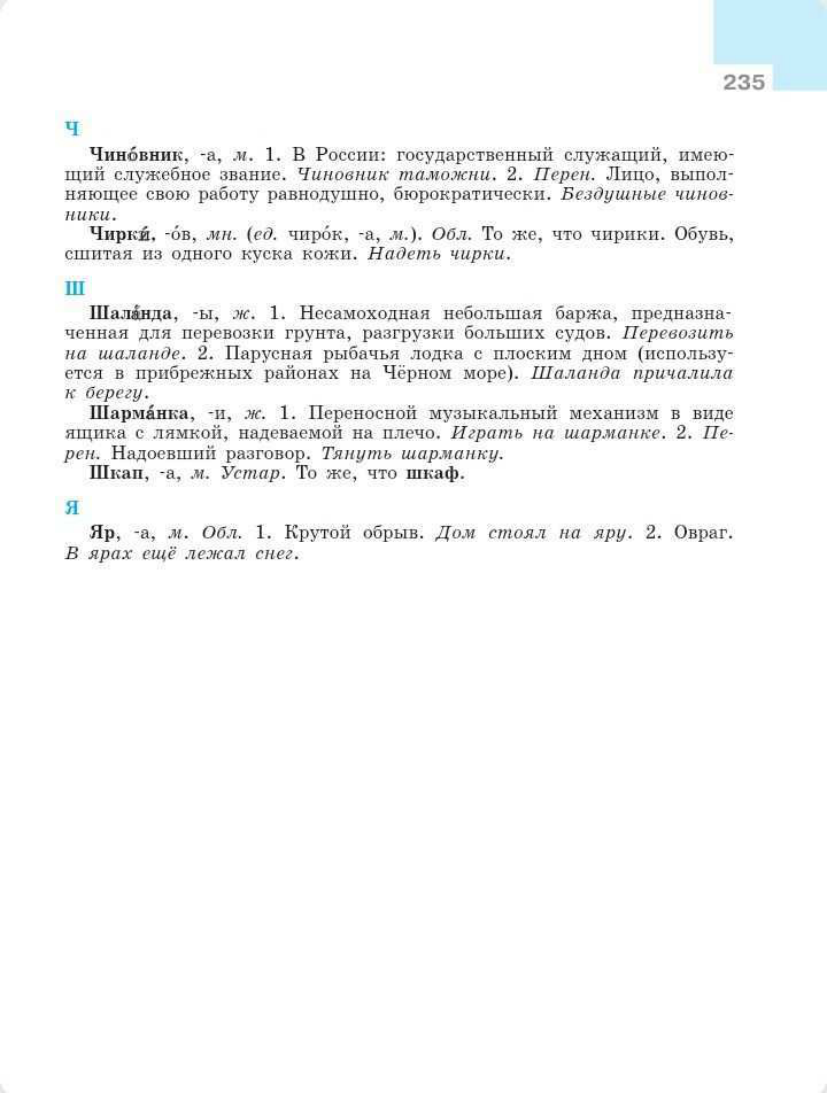 235
Ч
Чино́вник, -а, м. 1. В России: государственный служащий, имею-
щий служебное звание. Чиновник таможни. 2. Перен. Лицо, выпол-
няющее свою работу равнодушно, бюрократически. Бездушные чинов-
ники.
Чирки́, -о́в, мн. (ед. чиро́к, -а, м.). Обл. То же, что чирики. Обувь,
сшитая из одного куска кожи. Надеть чирки.
Ш
Шала́нда, -ы, ж. 1. Несамоходная небольшая баржа, предназна-
ченная для перевозки грунта, разгрузки больших судов. Перевозить
на шаланде. 2. Парусная рыбачья лодка с плоским дном (использу-
ется в прибрежных районах на Чёрном море). Шаланда причалила
к берегу.
Шарма́нка, -и, ж. 1. Переносной музыкальный механизм в виде
ящика с лямкой, надеваемой на плечо. Играть на шарманке. 2. Пе-
рен. Надоевший разговор. Тянуть шарманку.
Шкап, -а, м. Устар. То же, что шкаф.
Я
Яр, -а, м. Обл. 1. Крутой обрыв. Дом стоял на яру. 2. Овраг.
В ярах ещё лежал снег.